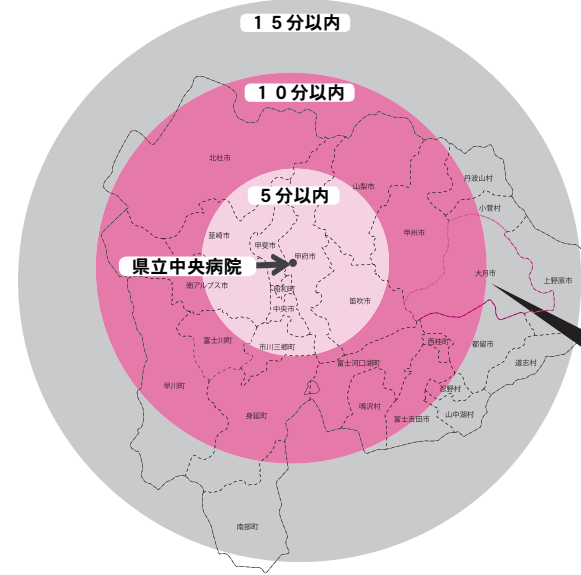 １５分以内
１０分以内
北杜市
丹波山村
山梨市
５分以内
小菅村
韮崎市
甲州市
甲斐市
甲府市
県立中央病院
大月市
上野原市
南アルプス市
昭和町
笛吹市
中央市
富士川町
市川三郷町
西桂町
都留市
富士河口湖町
道志村
早川町
忍野村
鳴沢村
山中湖村
身延町
富士吉田市
南部町